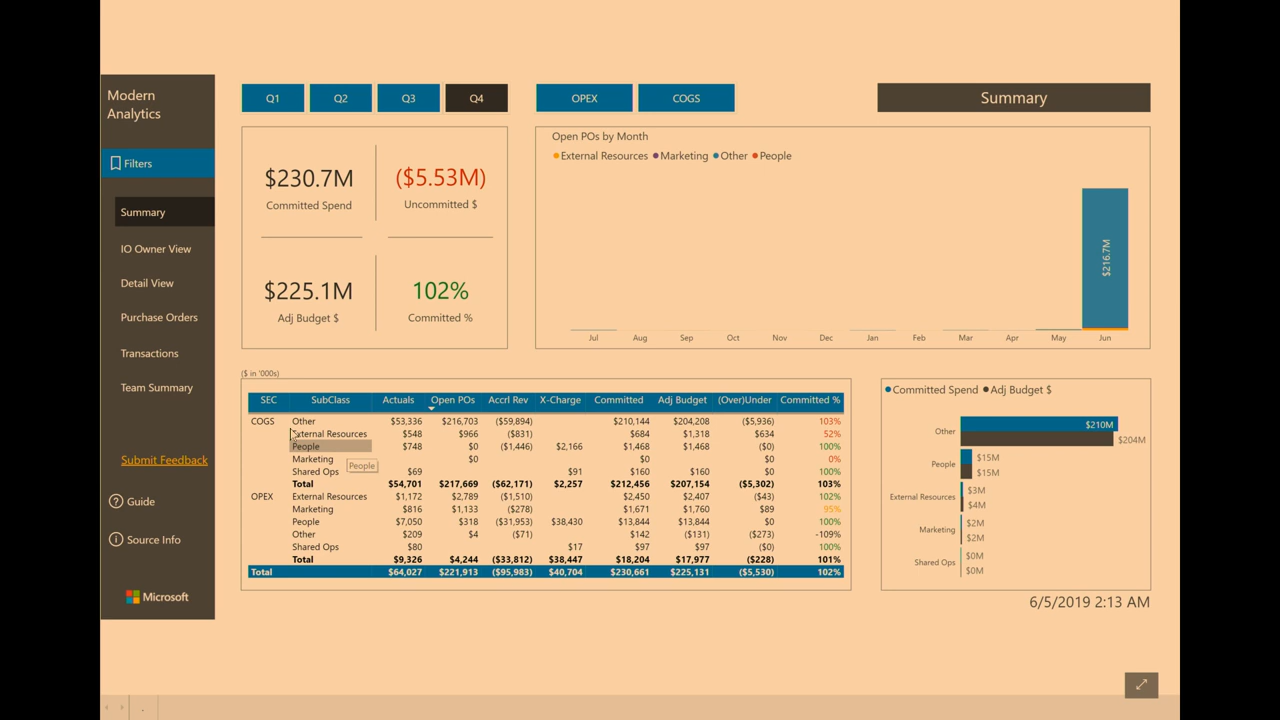 Modern
Analytics
Filters
Summary
IO Owner View
Detail View
Purchase Orders
Transactions
Team Summary
Submit Feedback
Guide
Source Info
Microsoft
Q1 Q2 Q3 Q4 OPEX COGS Summary
$230.7M
Committed Spend
($5.53M)
Uncommitted $
$225.1M
Adj Budget $
102%
Committed %
Open POs by Month
External Resources Marketing Other People
$216.7M
Jul Aug Sep Oct Nov Dec Jan Feb Mar Apr May Jun
($ in '000s)
SEC SubClass Actuals Open POs Accrl Rev X-Charge Committed Adj Budget (Over)Under Committed %
COGS Other $53,336 $216,703 ($59,894) $210,144 $204,208 ($5,936) 103%
External Resources $548 $966 ($831) $684 $1,318 $634 52%
People $748 $0 ($1,446) $2,166 $1,468 $1,468 ($0) 100%
Marketing $0 $0 $0 0%
Shared Ops $69 $91 $160 $160 $0 100%
People
Total $54,701 $217,669 ($62,171) $2,257 $212,456 $207,154 ($5,302) 103%
OPEX External Resources $1,172 $2,789 ($1,510) $2,450 $2,407 ($43) 102%
Marketing $816 $1,133 ($278) $1,671 $1,760 $89 95%
People $7,050 $318 ($31,953) $38,430 $13,844 $13,844 $0 100%
Other $209 $4 ($71) $142 ($131) ($273) -109%
Shared Ops $80 $17 $97 $97 ($0) 100%
Total $9,326 $4,244 ($33,812) $38,447 $18,204 $17,977 ($228) 101%
Total $64,027 $221,913 ($95,983) $40,704 $230,661 $225,131 ($5,530) 102%
Committed Spend Adj Budget $
Other $210M
$204M
People $15M
$15M
External Resources $3M
$4M
Marketing $2M
$2M
Shared Ops $0M
$0M
6/5/2019 2:13 AM